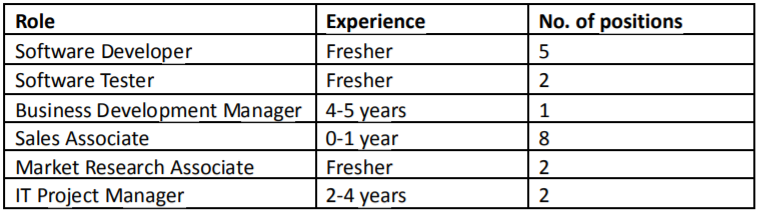 Role Experience No. of positions
Software Developer Fresher 5
Software Tester Fresher 2
Business Development Manager 4-5 years 1
Sales Associate 0-1 year 8
Market Research Associate Fresher 2
IT Project Manager 2-4 years 2